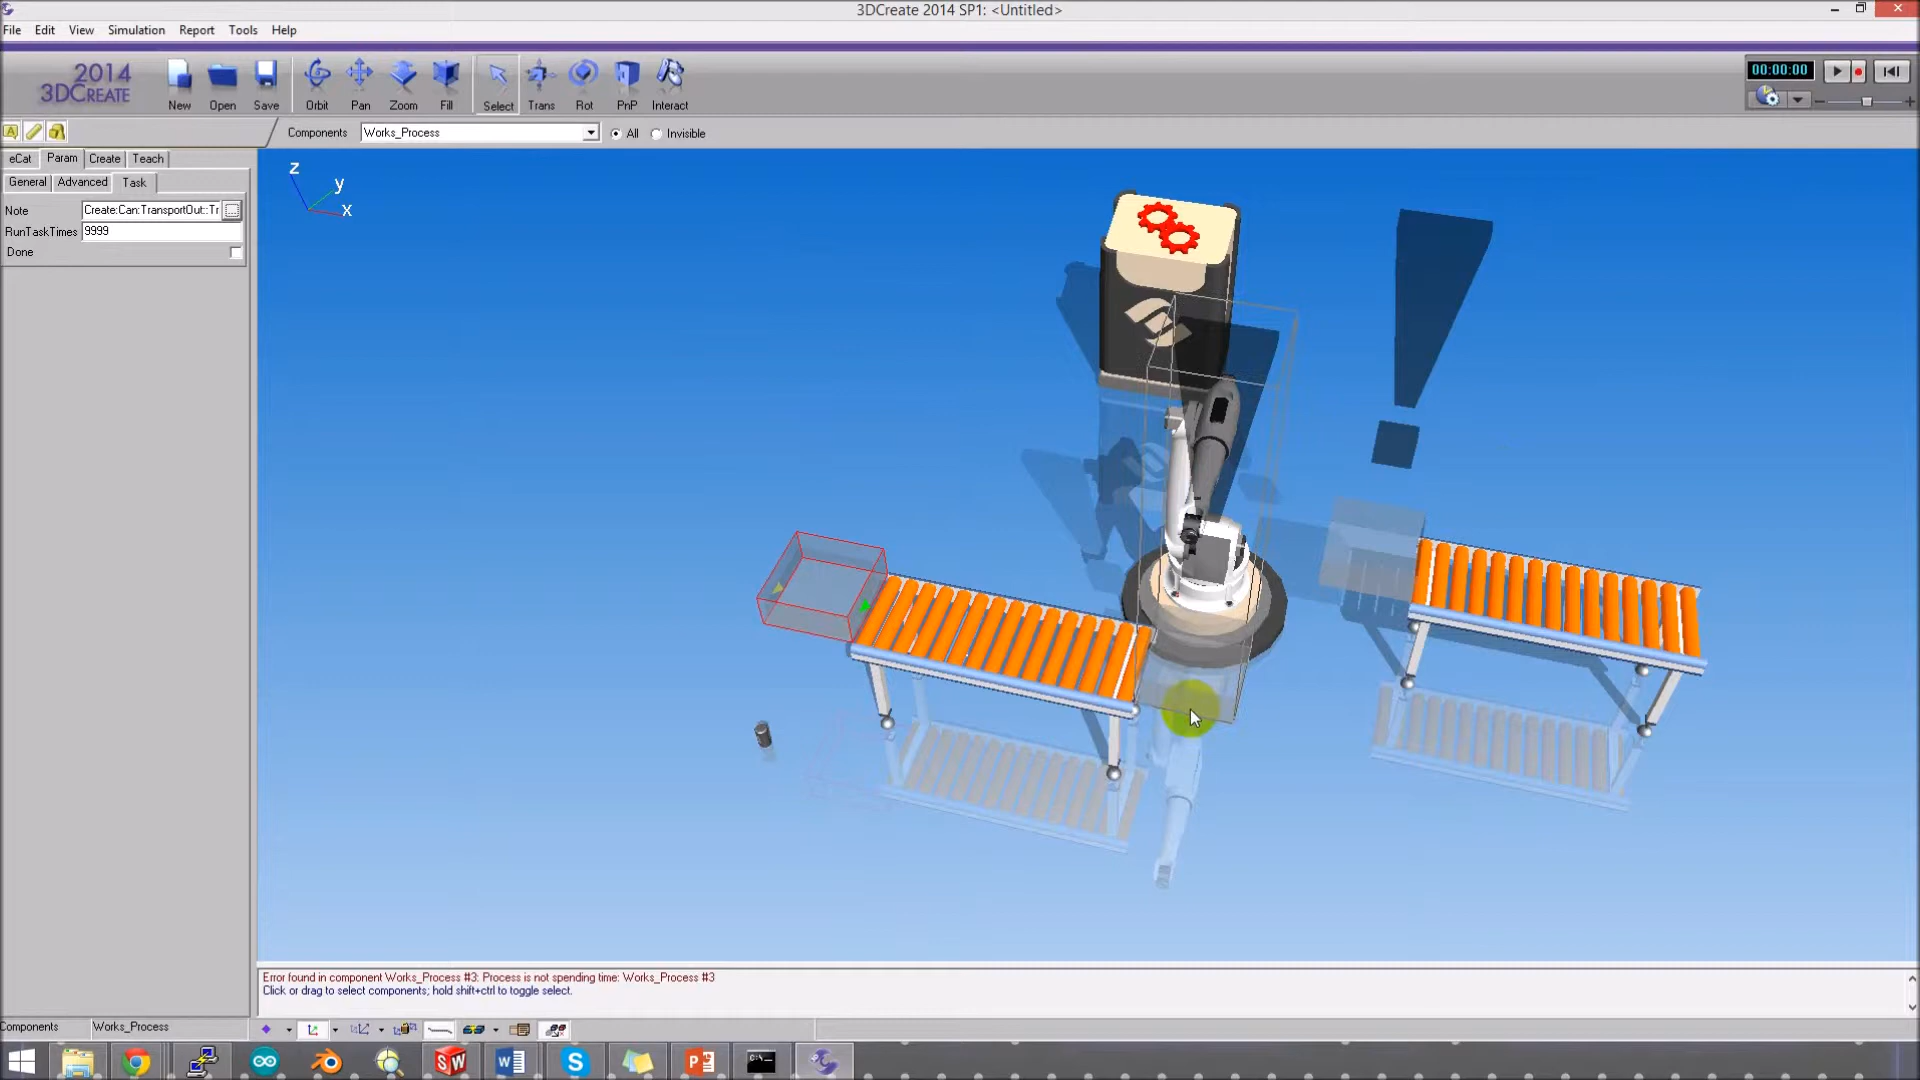 3DCreate 2014 SP1: <Untitled>
File Edit View Simulation Report Tools Help
2014
3DCREATE
New Open Save Orbit Pan Zoom Fill Select Trans Rot PnP Interact
00:00:00
Components Works_Process All Invisible
eCat Param Create Teach
General Advanced Task
Note Create:Can:TransportOut::Tr
RunTaskTimes 9999
Done
z
y
x
Error found in component Works_Process #3: Process is not spending time: Works_Process #3
Click or drag to select components; hold shift+ctrl to toggle select.
Components Works_Process